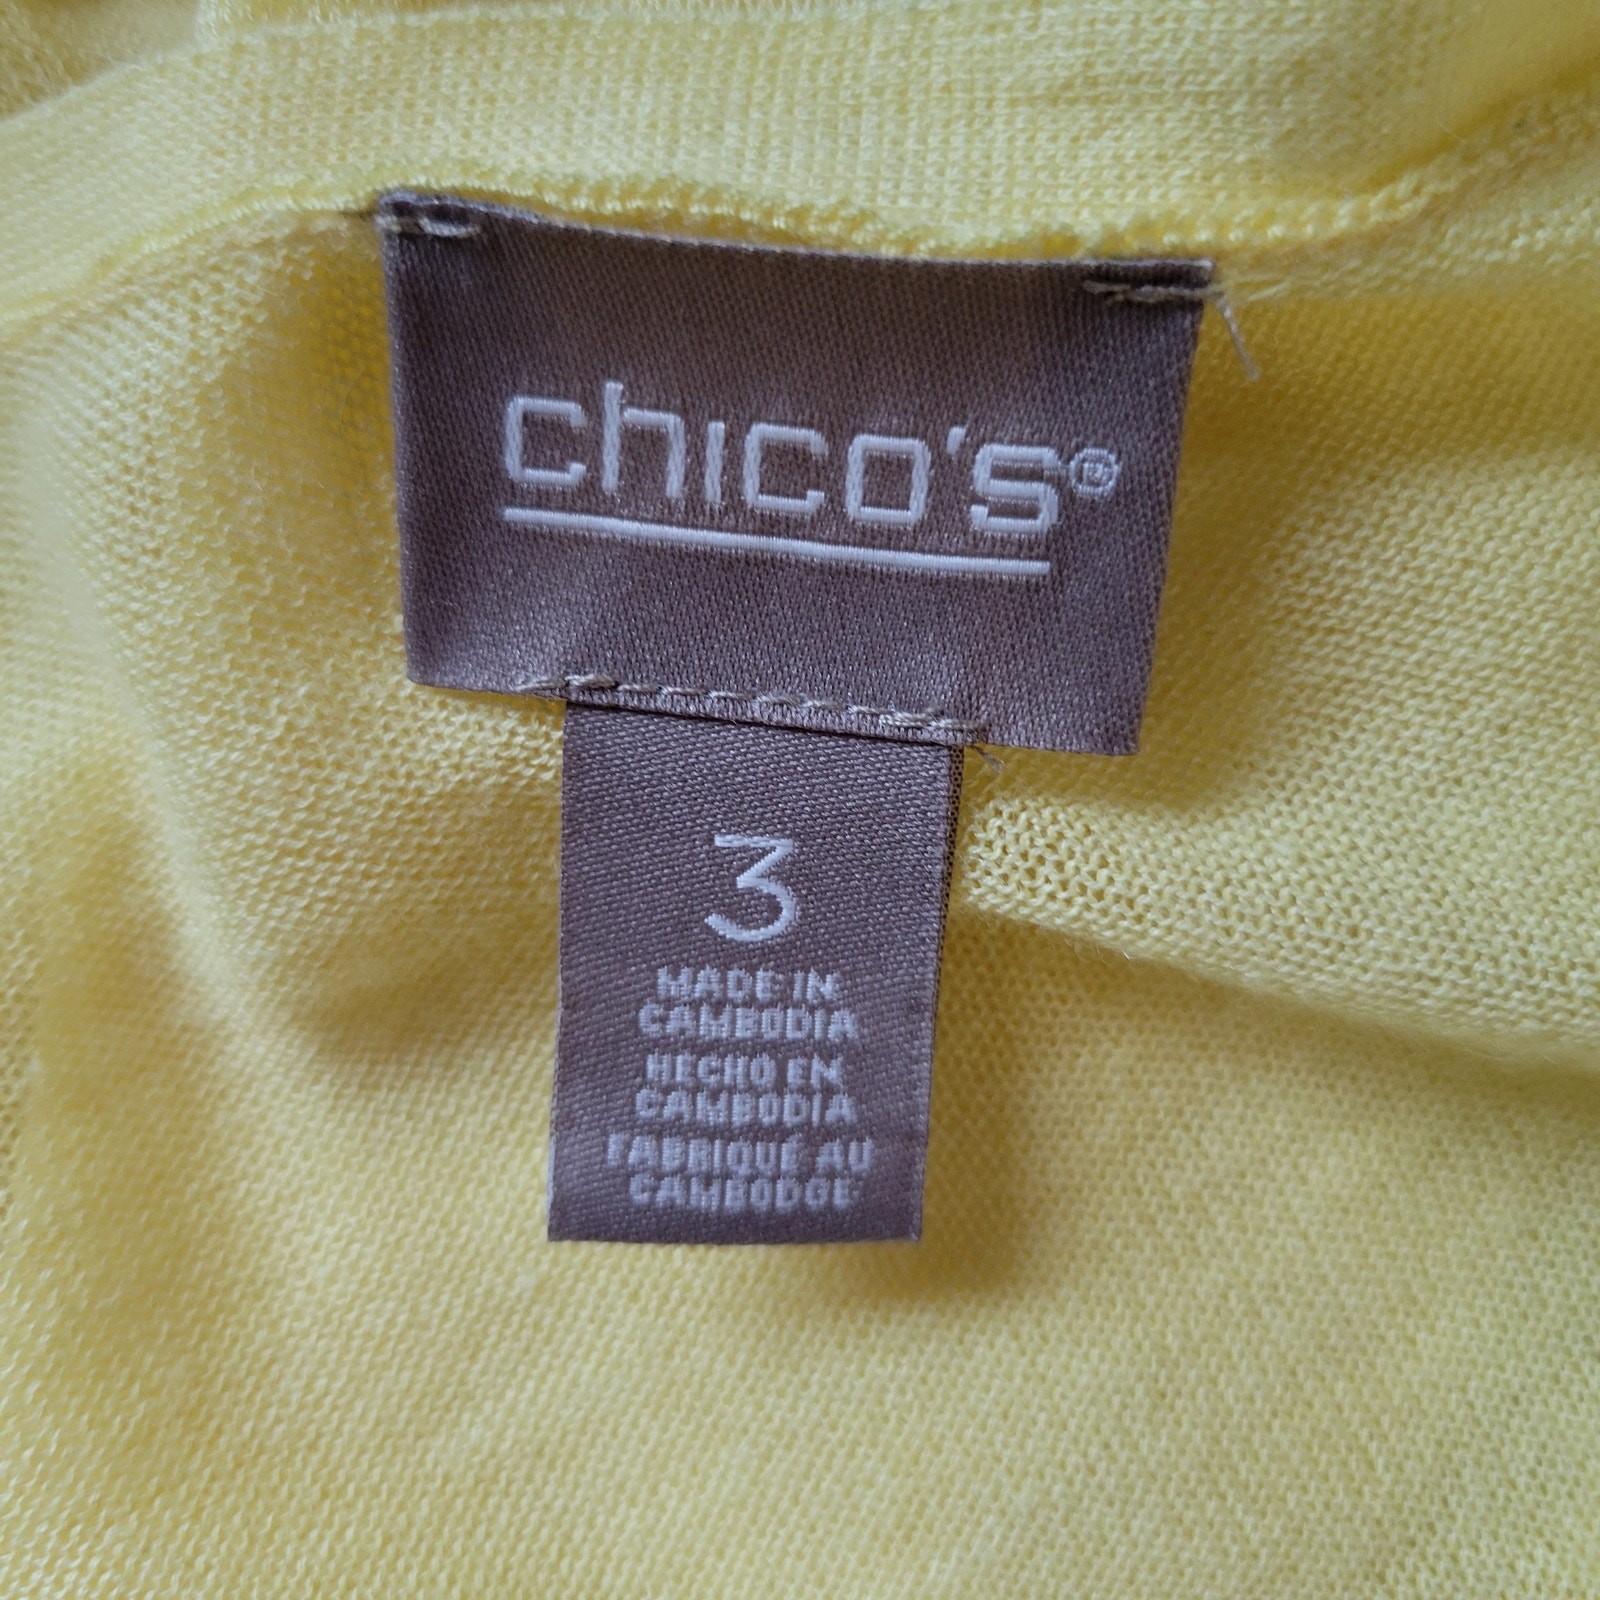 chico's®
3
MADE IN
CAMBODIA
HECHO EN
CAMBODIA
FABRIQUÉ AU
CAMBODGE